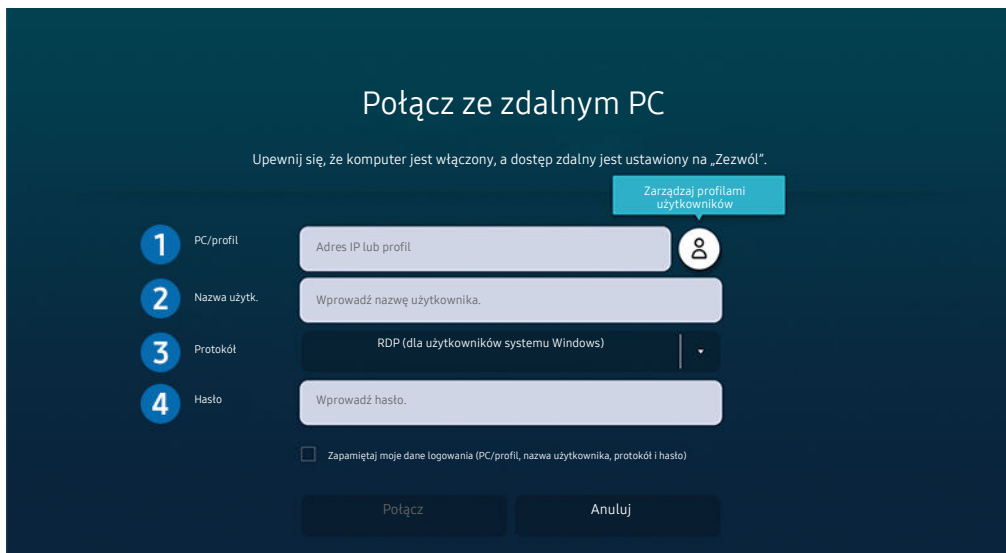 Połącz ze zdalnym PC
Upewnij się, że komputer jest włączony, a dostęp zdalny jest ustawiony na „Zezwól”.
Zarządzaj profilami
użytkowników
1 PC/profil Adres IP lub profil
2 Nazwa użytk. Wprowadź nazwę użytkownika.
3 Protokół RDP (dla użytkowników systemu Windows)
4 Hasło Wprowadź hasło.
Zapamiętaj moje dane logowania (PC/profil, nazwa użytkownika, protokół i hasło)
Połącz Anuluj